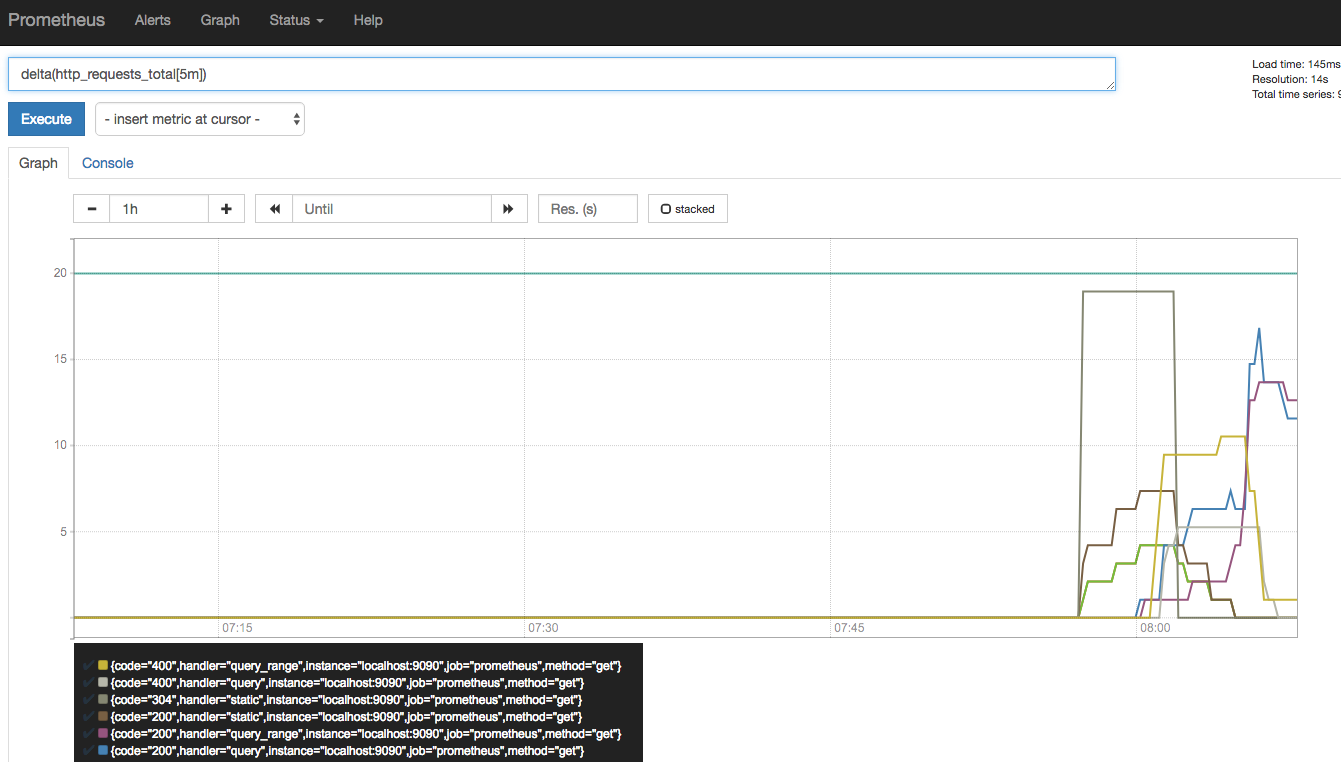 Prometheus Alerts Graph Status Help
delta(http_requests_total[5m])
Load time: 145ms
Resolution: 14s
Total time series: 9
Execute - insert metric at cursor -
Graph Console
1h Until Res. (s) stacked
20
15
10
5
07:15 07:30 07:45 08:00
{code="400",handler="query_range",instance="localhost:9090",job="prometheus",method="get"}
{code="400",handler="query",instance="localhost:9090",job="prometheus",method="get"}
{code="304",handler="static",instance="localhost:9090",job="prometheus",method="get"}
{code="200",handler="static",instance="localhost:9090",job="prometheus",method="get"}
{code="200",handler="query_range",instance="localhost:9090",job="prometheus",method="get"}
{code="200",handler="query",instance="localhost:9090",job="prometheus",method="get"}